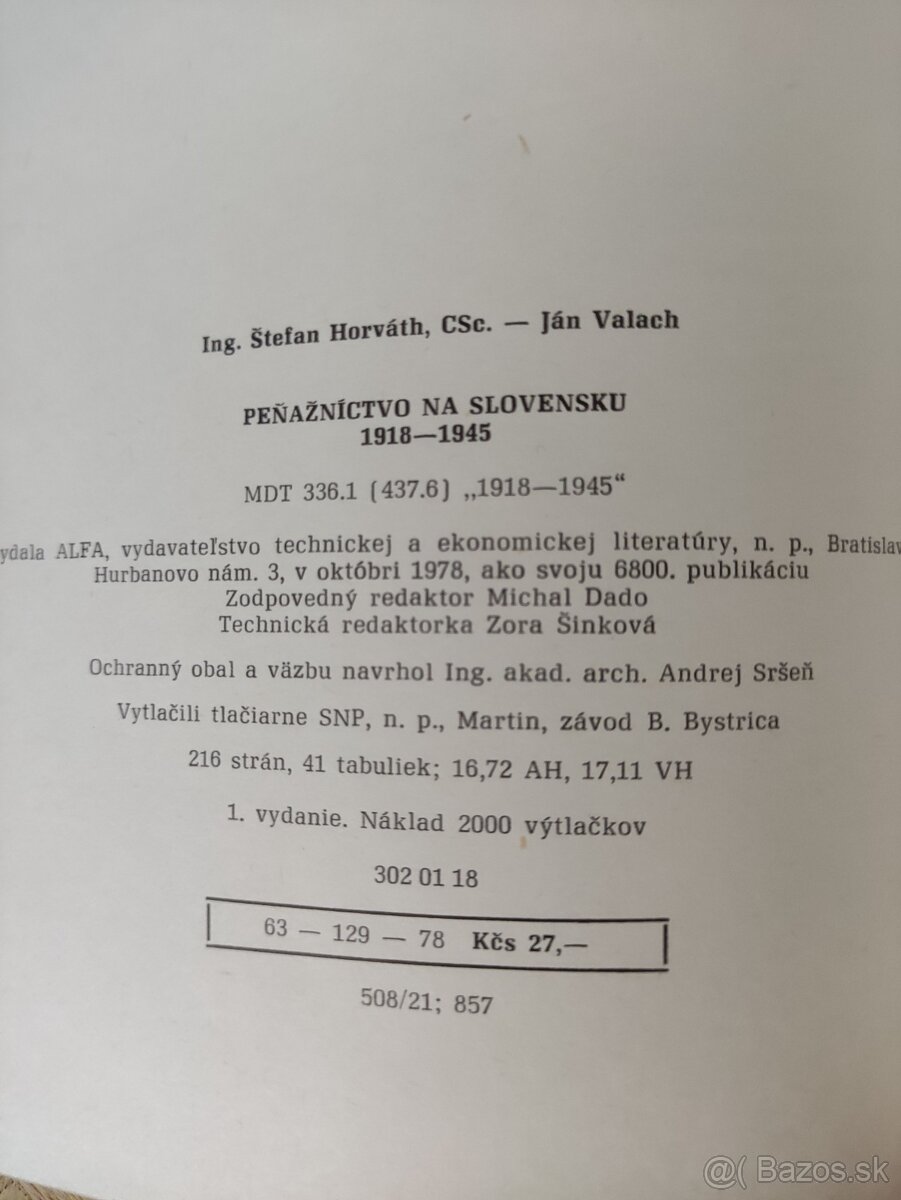 Ing. Štefan Horváth, CSc. — Ján Valach
PEŇAŽNÍCTVO NA SLOVENSKU
1918—1945
MDT 336.1 (437.6) „1918—1945“
ydala ALFA, vydavateľstvo technickej a ekonomickej literatúry, n. p., Bratislav
Hurbanovo nám. 3, v októbri 1978, ako svoju 6800. publikáciu
Zodpovedný redaktor Michal Dado
Technická redaktorka Zora Šinková
Ochranný obal a väzbu navrhol Ing. akad. arch. Andrej Sršeň
Vytlačili tlačiarne SNP, n. p., Martin, závod B. Bystrica
216 strán, 41 tabuliek; 16,72 AH, 17,11 VH
1. vydanie. Náklad 2000 výtlačkov
302 01 18
63 — 129 — 78 Kčs 27,—
508/21; 857
@( Bazos.sk